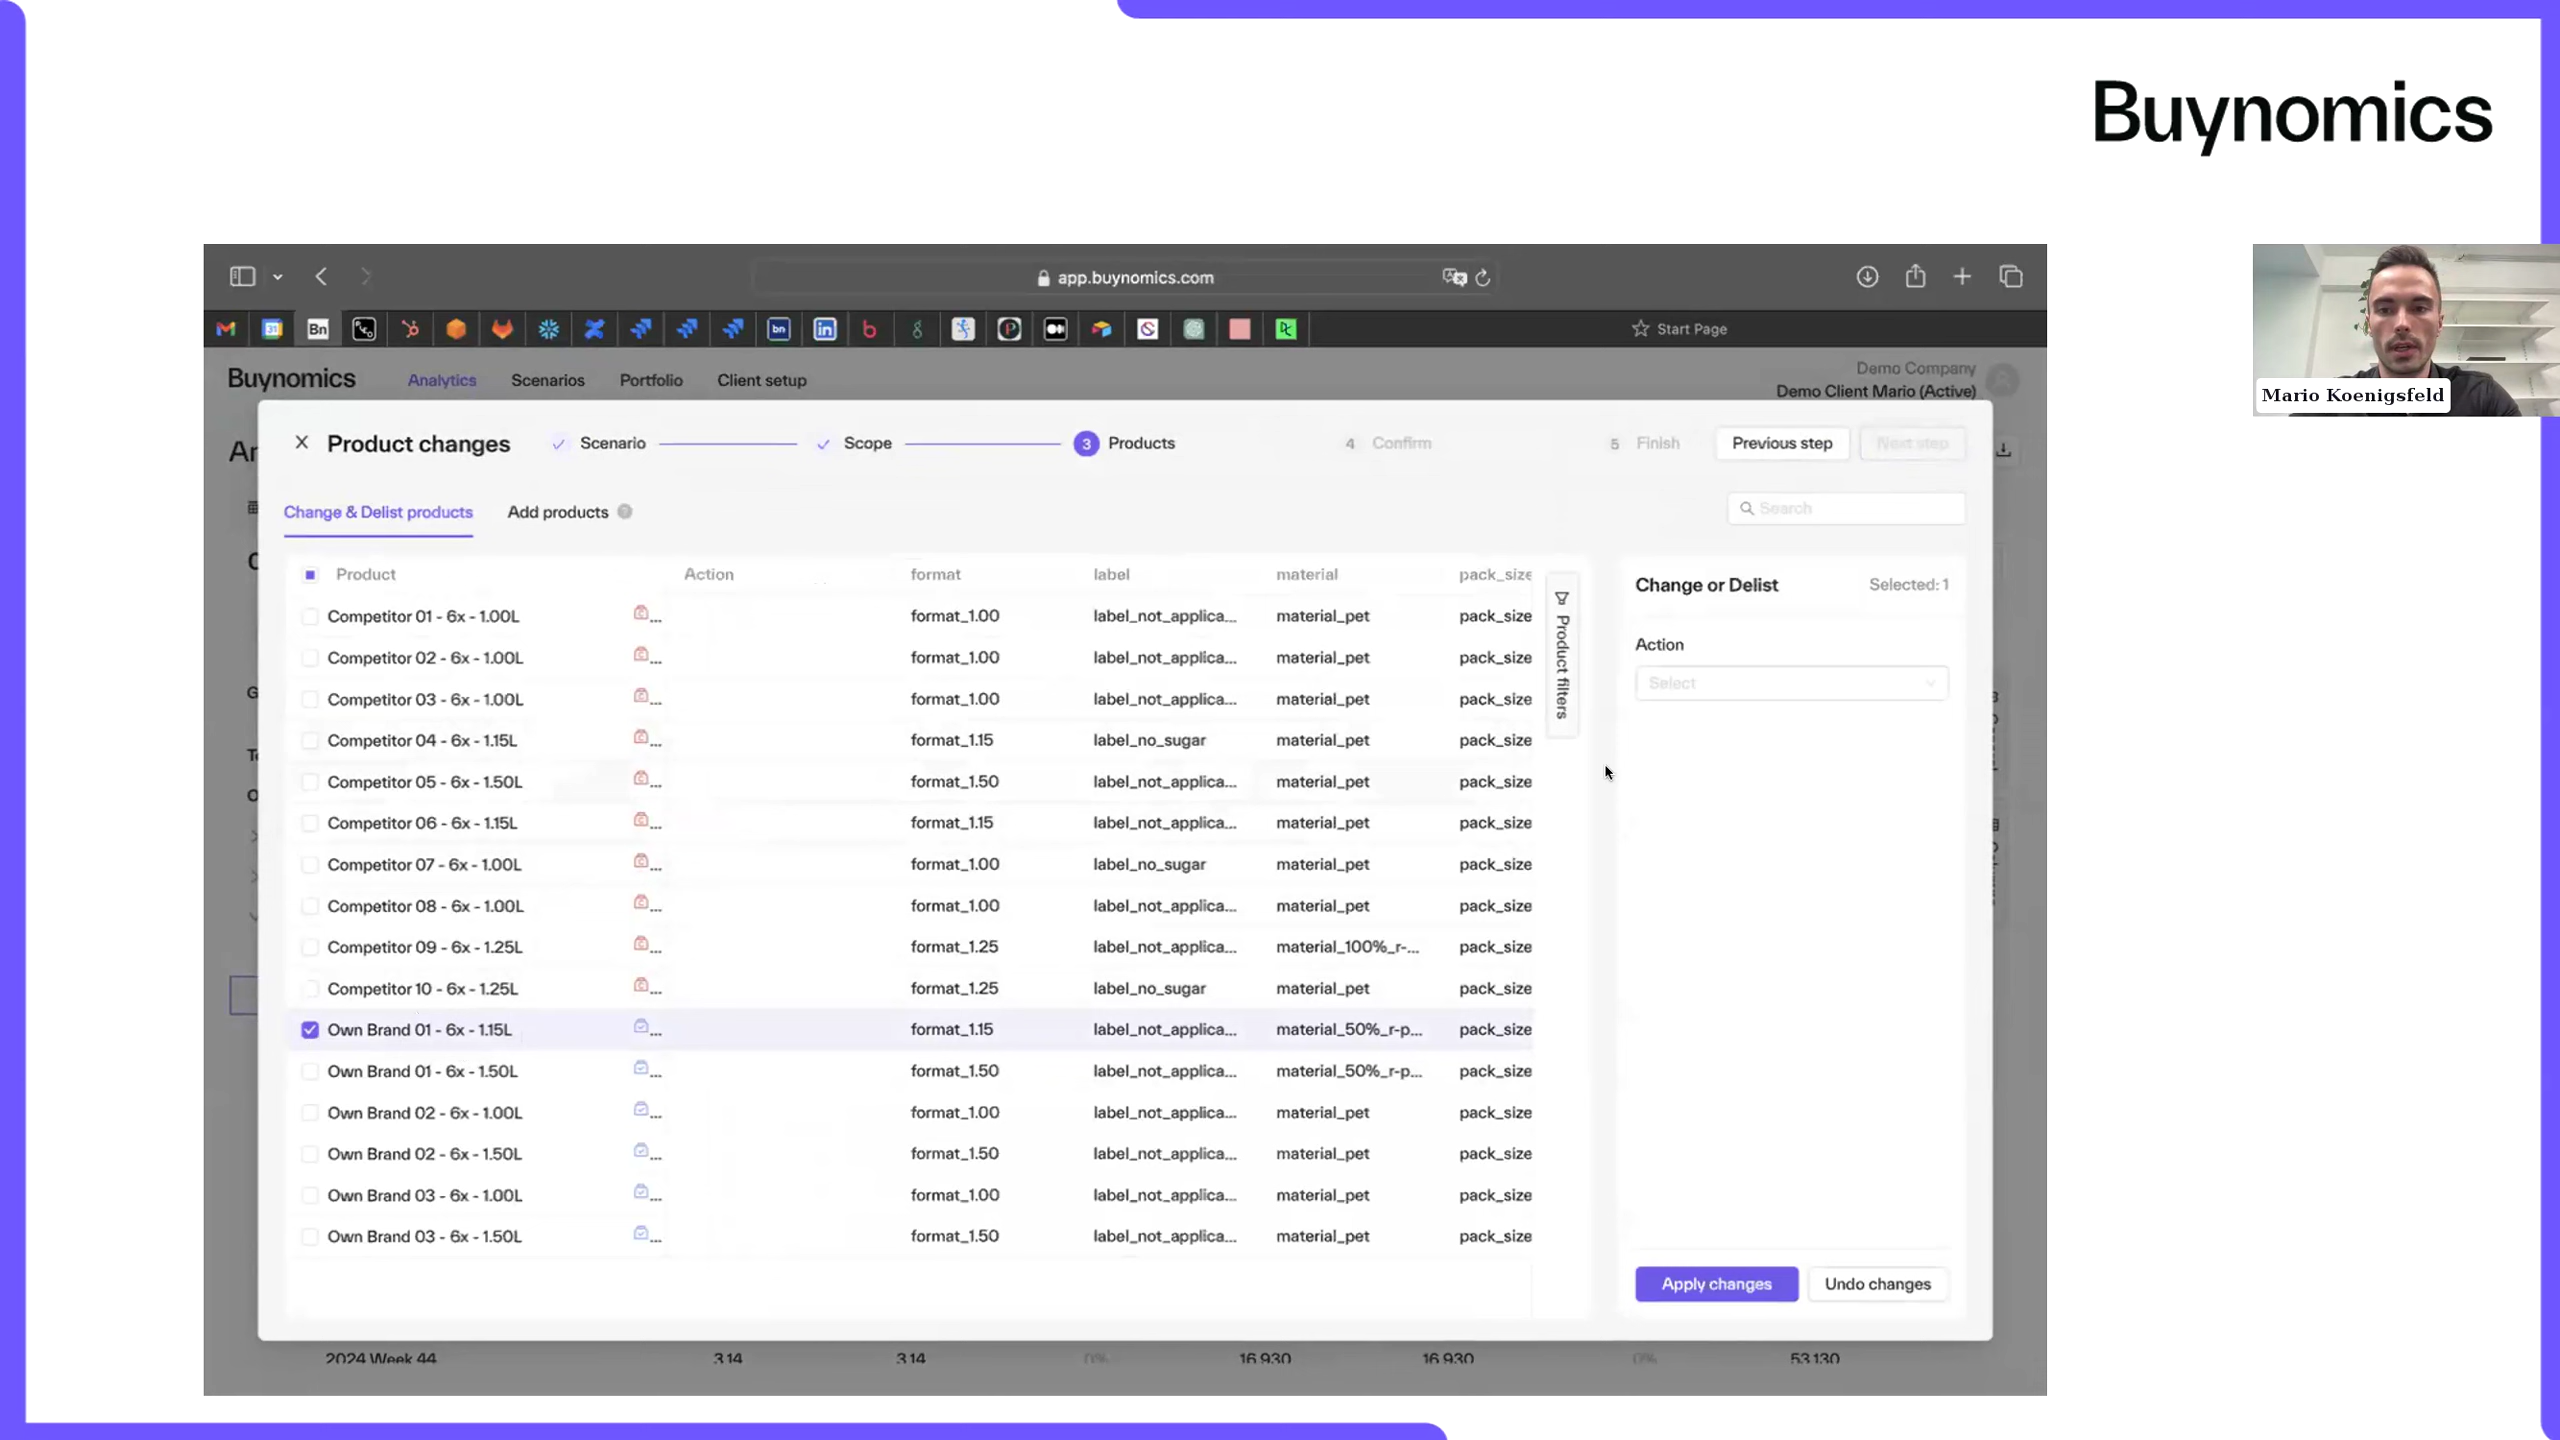 Buynomics
app.buynomics.com
31
Bn
bn
in
Start Page
Buynomics Analytics Scenarios Portfolio Client setup
Demo Company
Demo Client Mario (Active)
Mario Koenigsfeld
Product changes Scenario Scope 3 Products 4 Confirm 5 Finish Previous step Next step
Change & Delist products Add products ? Search
Product Action format label material pack_size
Competitor 01 - 6x - 1.00L ... format_1.00 label_not_applica... material_pet pack_size
Competitor 02 - 6x - 1.00L ... format_1.00 label_not_applica... material_pet pack_size
Competitor 03 - 6x - 1.00L ... format_1.00 label_not_applica... material_pet pack_size
Competitor 04 - 6x - 1.15L ... format_1.15 label_no_sugar material_pet pack_size
Competitor 05 - 6x - 1.50L ... format_1.50 label_not_applica... material_pet pack_size
Competitor 06 - 6x - 1.15L ... format_1.15 label_not_applica... material_pet pack_size
Competitor 07 - 6x - 1.00L ... format_1.00 label_no_sugar material_pet pack_size
Competitor 08 - 6x - 1.00L ... format_1.00 label_not_applica... material_pet pack_size
Competitor 09 - 6x - 1.25L ... format_1.25 label_not_applica... material_100%_r-... pack_size
Competitor 10 - 6x - 1.25L ... format_1.25 label_no_sugar material_pet pack_size
Own Brand 01 - 6x - 1.15L ... format_1.15 label_not_applica... material_50%_r-p... pack_size
Own Brand 01 - 6x - 1.50L ... format_1.50 label_not_applica... material_50%_r-p... pack_size
Own Brand 02 - 6x - 1.00L ... format_1.00 label_not_applica... material_pet pack_size
Own Brand 02 - 6x - 1.50L ... format_1.50 label_not_applica... material_pet pack_size
Own Brand 03 - 6x - 1.00L ... format_1.00 label_not_applica... material_pet pack_size
Own Brand 03 - 6x - 1.50L ... format_1.50 label_not_applica... material_pet pack_size
Product filters
Change or Delist Selected: 1
Action
Select
Apply changes Undo changes
2024 Week 44 3.14 3.14 0% 16,930 16,930 0% 53,130